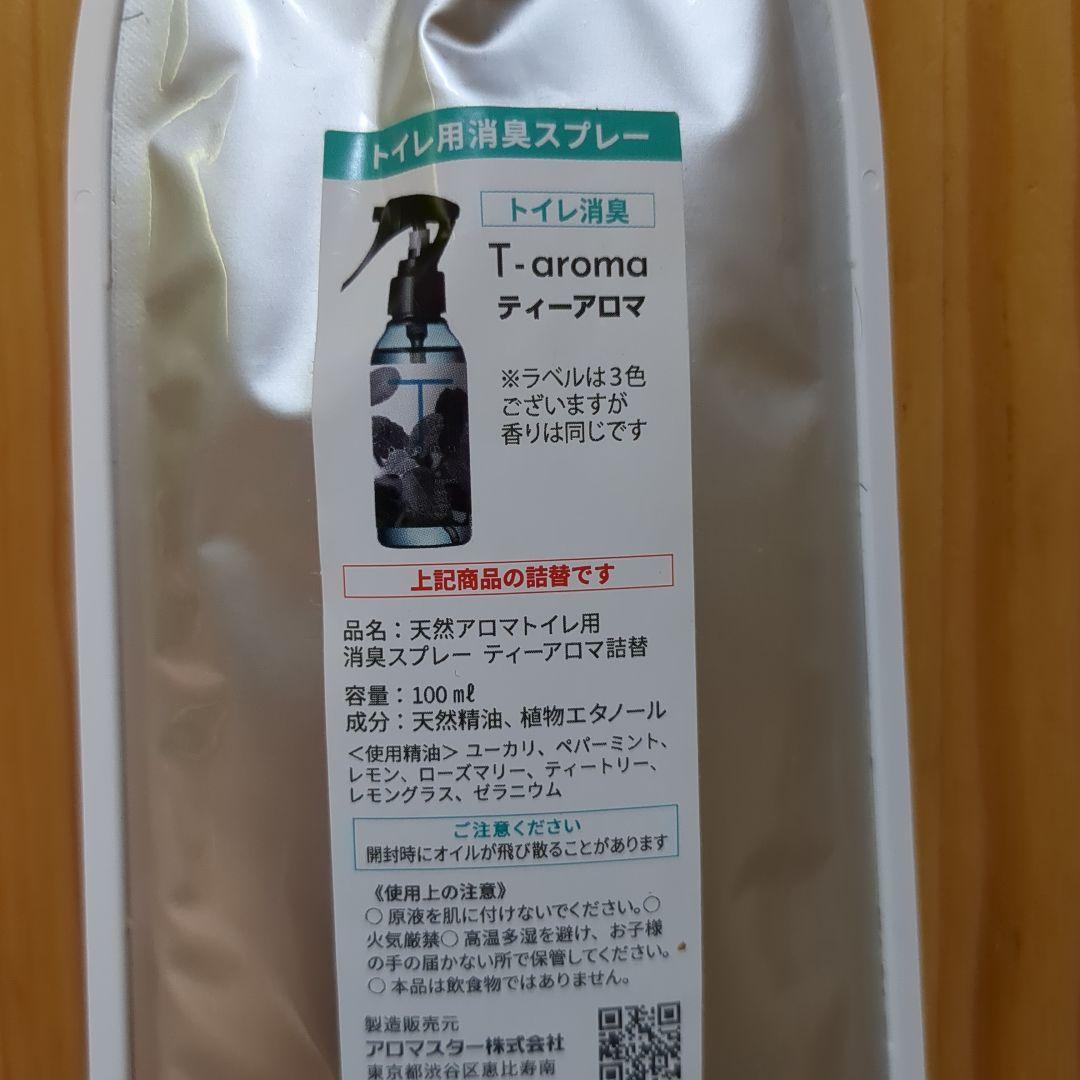 トイレ用消臭スプレー
トイレ消臭
T-aroma
ティーアロマ
※ラベルは3色
ございますが
香りは同じです
T
上記商品の詰替です
品名：天然アロマトイレ用
消臭スプレー ティーアロマ詰替
容量：100㎖
成分：天然精油、植物エタノール
＜使用精油＞ユーカリ、ペパーミント、
レモン、ローズマリー、ティートリー、
レモングラス、ゼラニウム
ご注意ください
開封時にオイルが飛び散ることがあります
《使用上の注意》
○原液を肌に付けないでください。○
火気厳禁○高温多湿を避け、お子様
の手の届かない所で保管してください。
○本品は飲食物ではありません。
製造販売元
アロマスター株式会社
東京都渋谷区恵比寿南